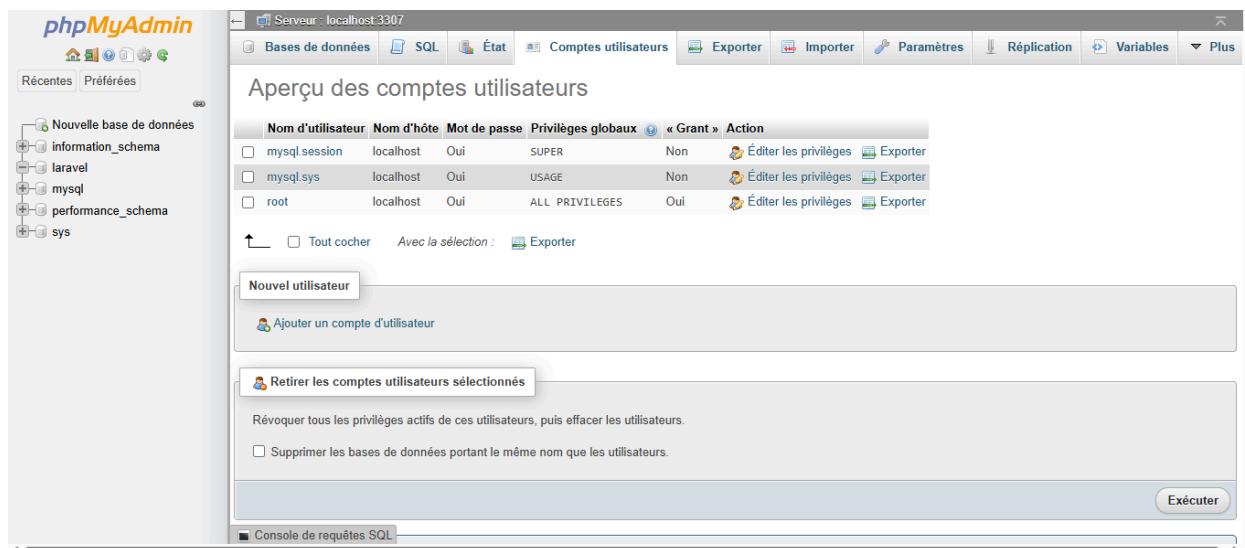 phpMyAdmin
Récentes Préférées
Nouvelle base de données
information_schema
laravel
mysql
performance_schema
sys
Serveur : localhost:3307
Bases de données SQL État Comptes utilisateurs Exporter Importer Paramètres Réplication Variables Plus
Aperçu des comptes utilisateurs
Nom d'utilisateur Nom d'hôte Mot de passe Privilèges globaux « Grant » Action
mysql.session localhost Oui SUPER Non Éditer les privilèges Exporter
mysql.sys localhost Oui USAGE Non Éditer les privilèges Exporter
root localhost Oui ALL PRIVILEGES Oui Éditer les privilèges Exporter
Tout cocher Avec la sélection : Exporter
Nouvel utilisateur
Ajouter un compte d'utilisateur
Retirer les comptes utilisateurs sélectionnés
Révoquer tous les privilèges actifs de ces utilisateurs, puis effacer les utilisateurs.
Supprimer les bases de données portant le même nom que les utilisateurs.
Exécuter
Console de requêtes SQL